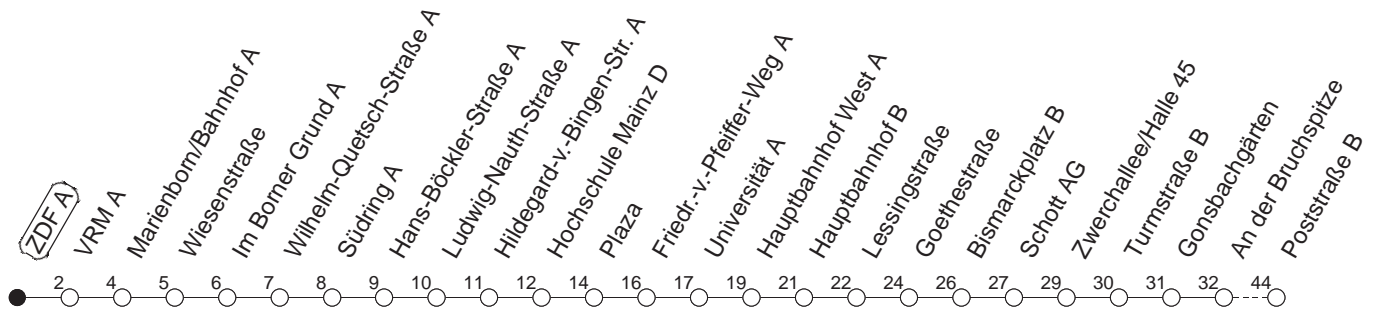 ZDF A
VRM A
Marienborn/Bahnhof A
Wiesenstraße
Im Borner Grund A
Wilhelm-Quetsch-Straße A
Südring A
Hans-Böckler-Straße A
Ludwig-Nauth-Straße A
Hildegard-v.-Bingen-Str. A
Hochschule Mainz D
Plaza
Friedr.-v.-Pfeiffer-Weg A
Universität A
Hauptbahnhof West A
Hauptbahnhof B
Lessingstraße
Goethestraße
Bismarckplatz B
Schott AG
Zwerchallee/Halle 45
Turmstraße B
Gonsbachgärten
An der Bruchspitze
Poststraße B
2 4 5 6 7 8 9 10 11 12 14 16 17 19 21 22 24 26 27 29 30 31 32 44